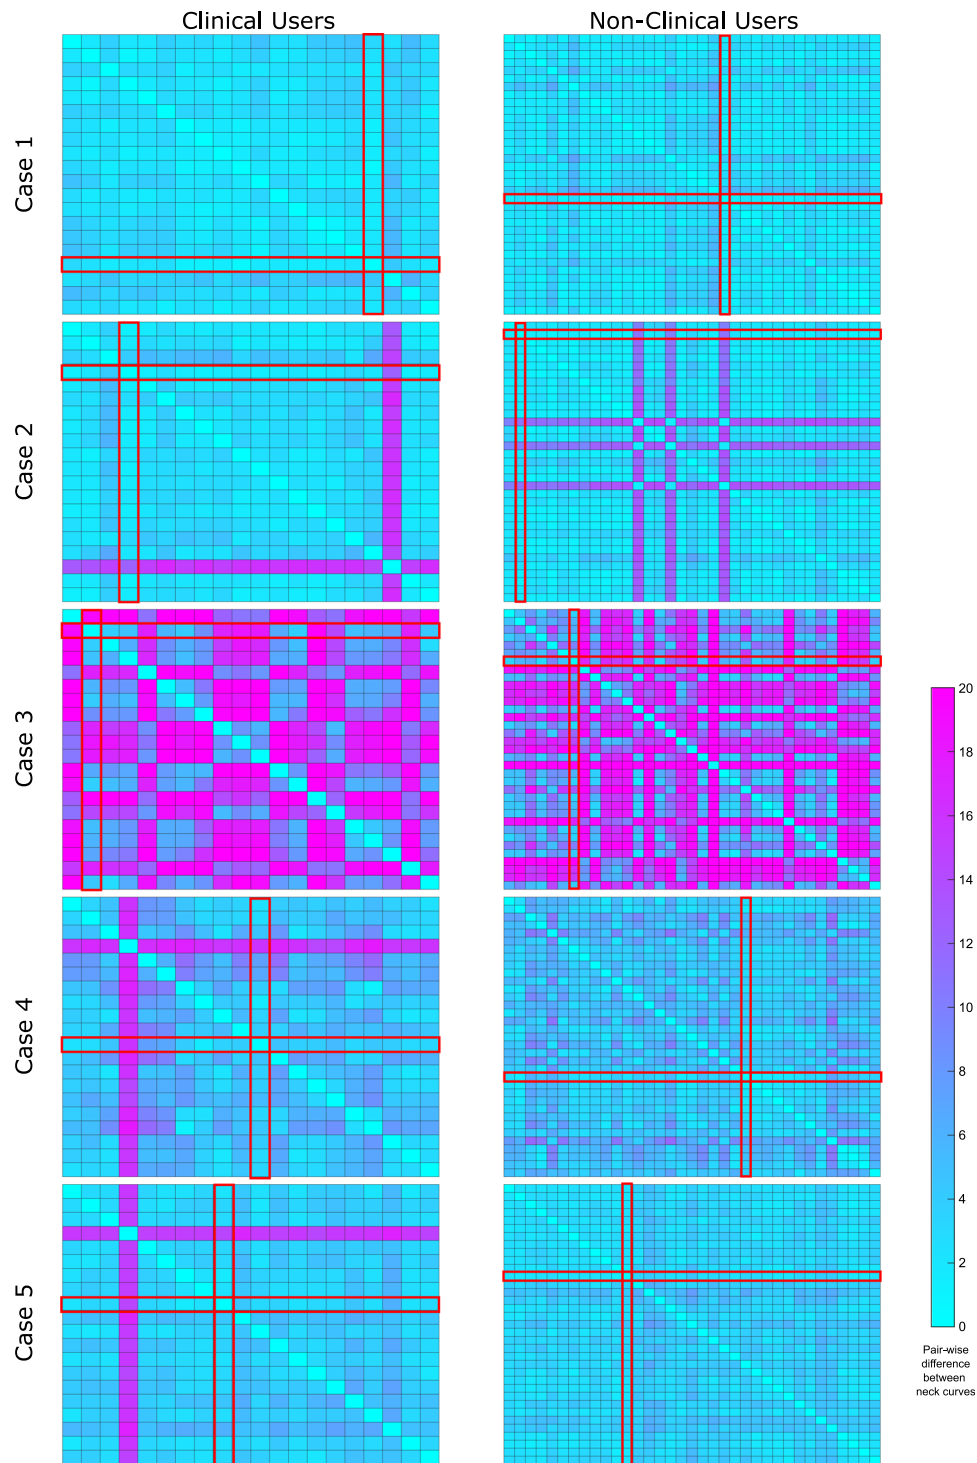 Clinical Users
Non-Clinical Users
Case 1
Case 2
Case 3
Case 4
Case 5
20
18
16
14
12
10
8
6
4
2
0
Pair-wise
difference
between
neck curves